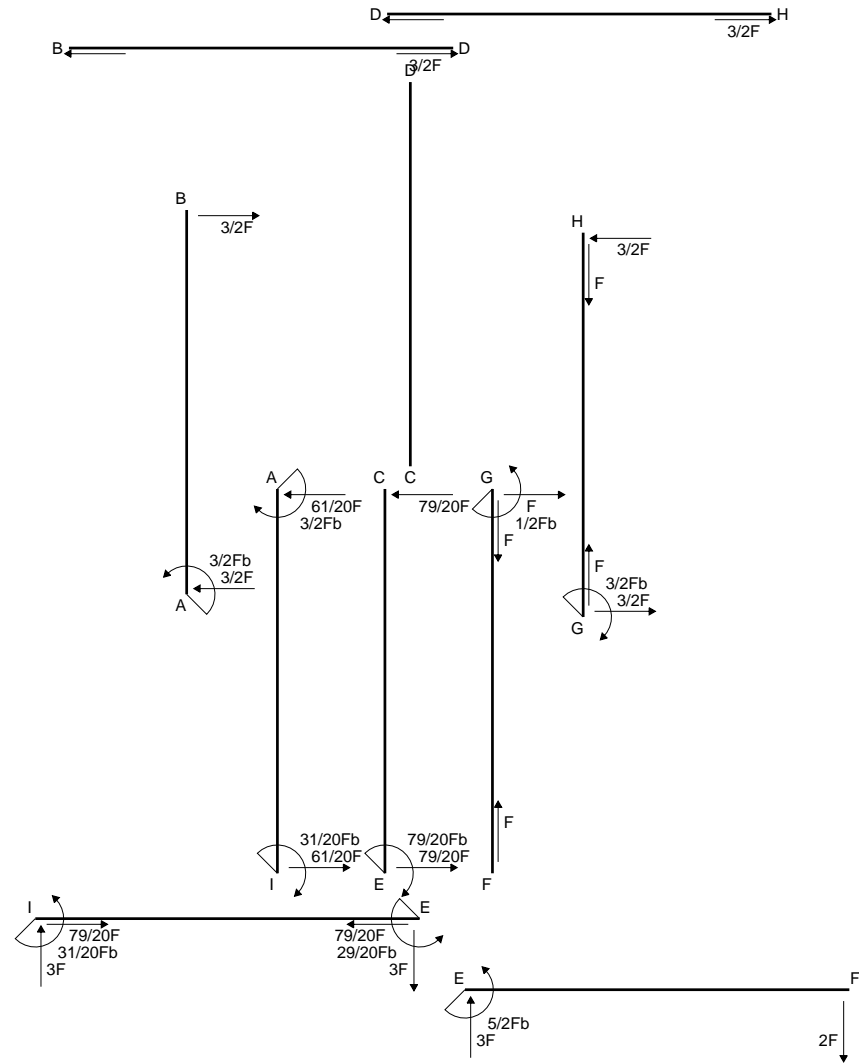 D H
3/2F
B D
3/2F
D
B
3/2F
H
3/2F
F
A C C G
61/20F
3/2Fb
79/20F
F
1/2Fb
F
3/2Fb
3/2F
A
F
3/2Fb
3/2F
G
31/20Fb
61/20F
I
79/20Fb
79/20F
E
F
F
I E
79/20F
31/20Fb
3F
79/20F
29/20Fb
3F
E F
5/2Fb
3F
2F